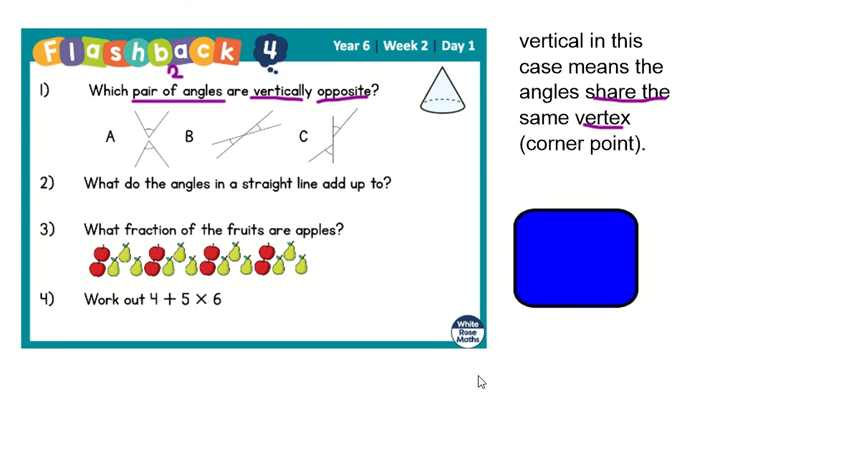 Flashback 4
Year 6 | Week 2 | Day 1
2
1) Which pair of angles are vertically opposite?
A B C
2) What do the angles in a straight line add up to?
3) What fraction of the fruits are apples?
4) Work out 4 + 5 × 6
White
Rose
Maths
vertical in this
case means the
angles share the
same vertex
(corner point).